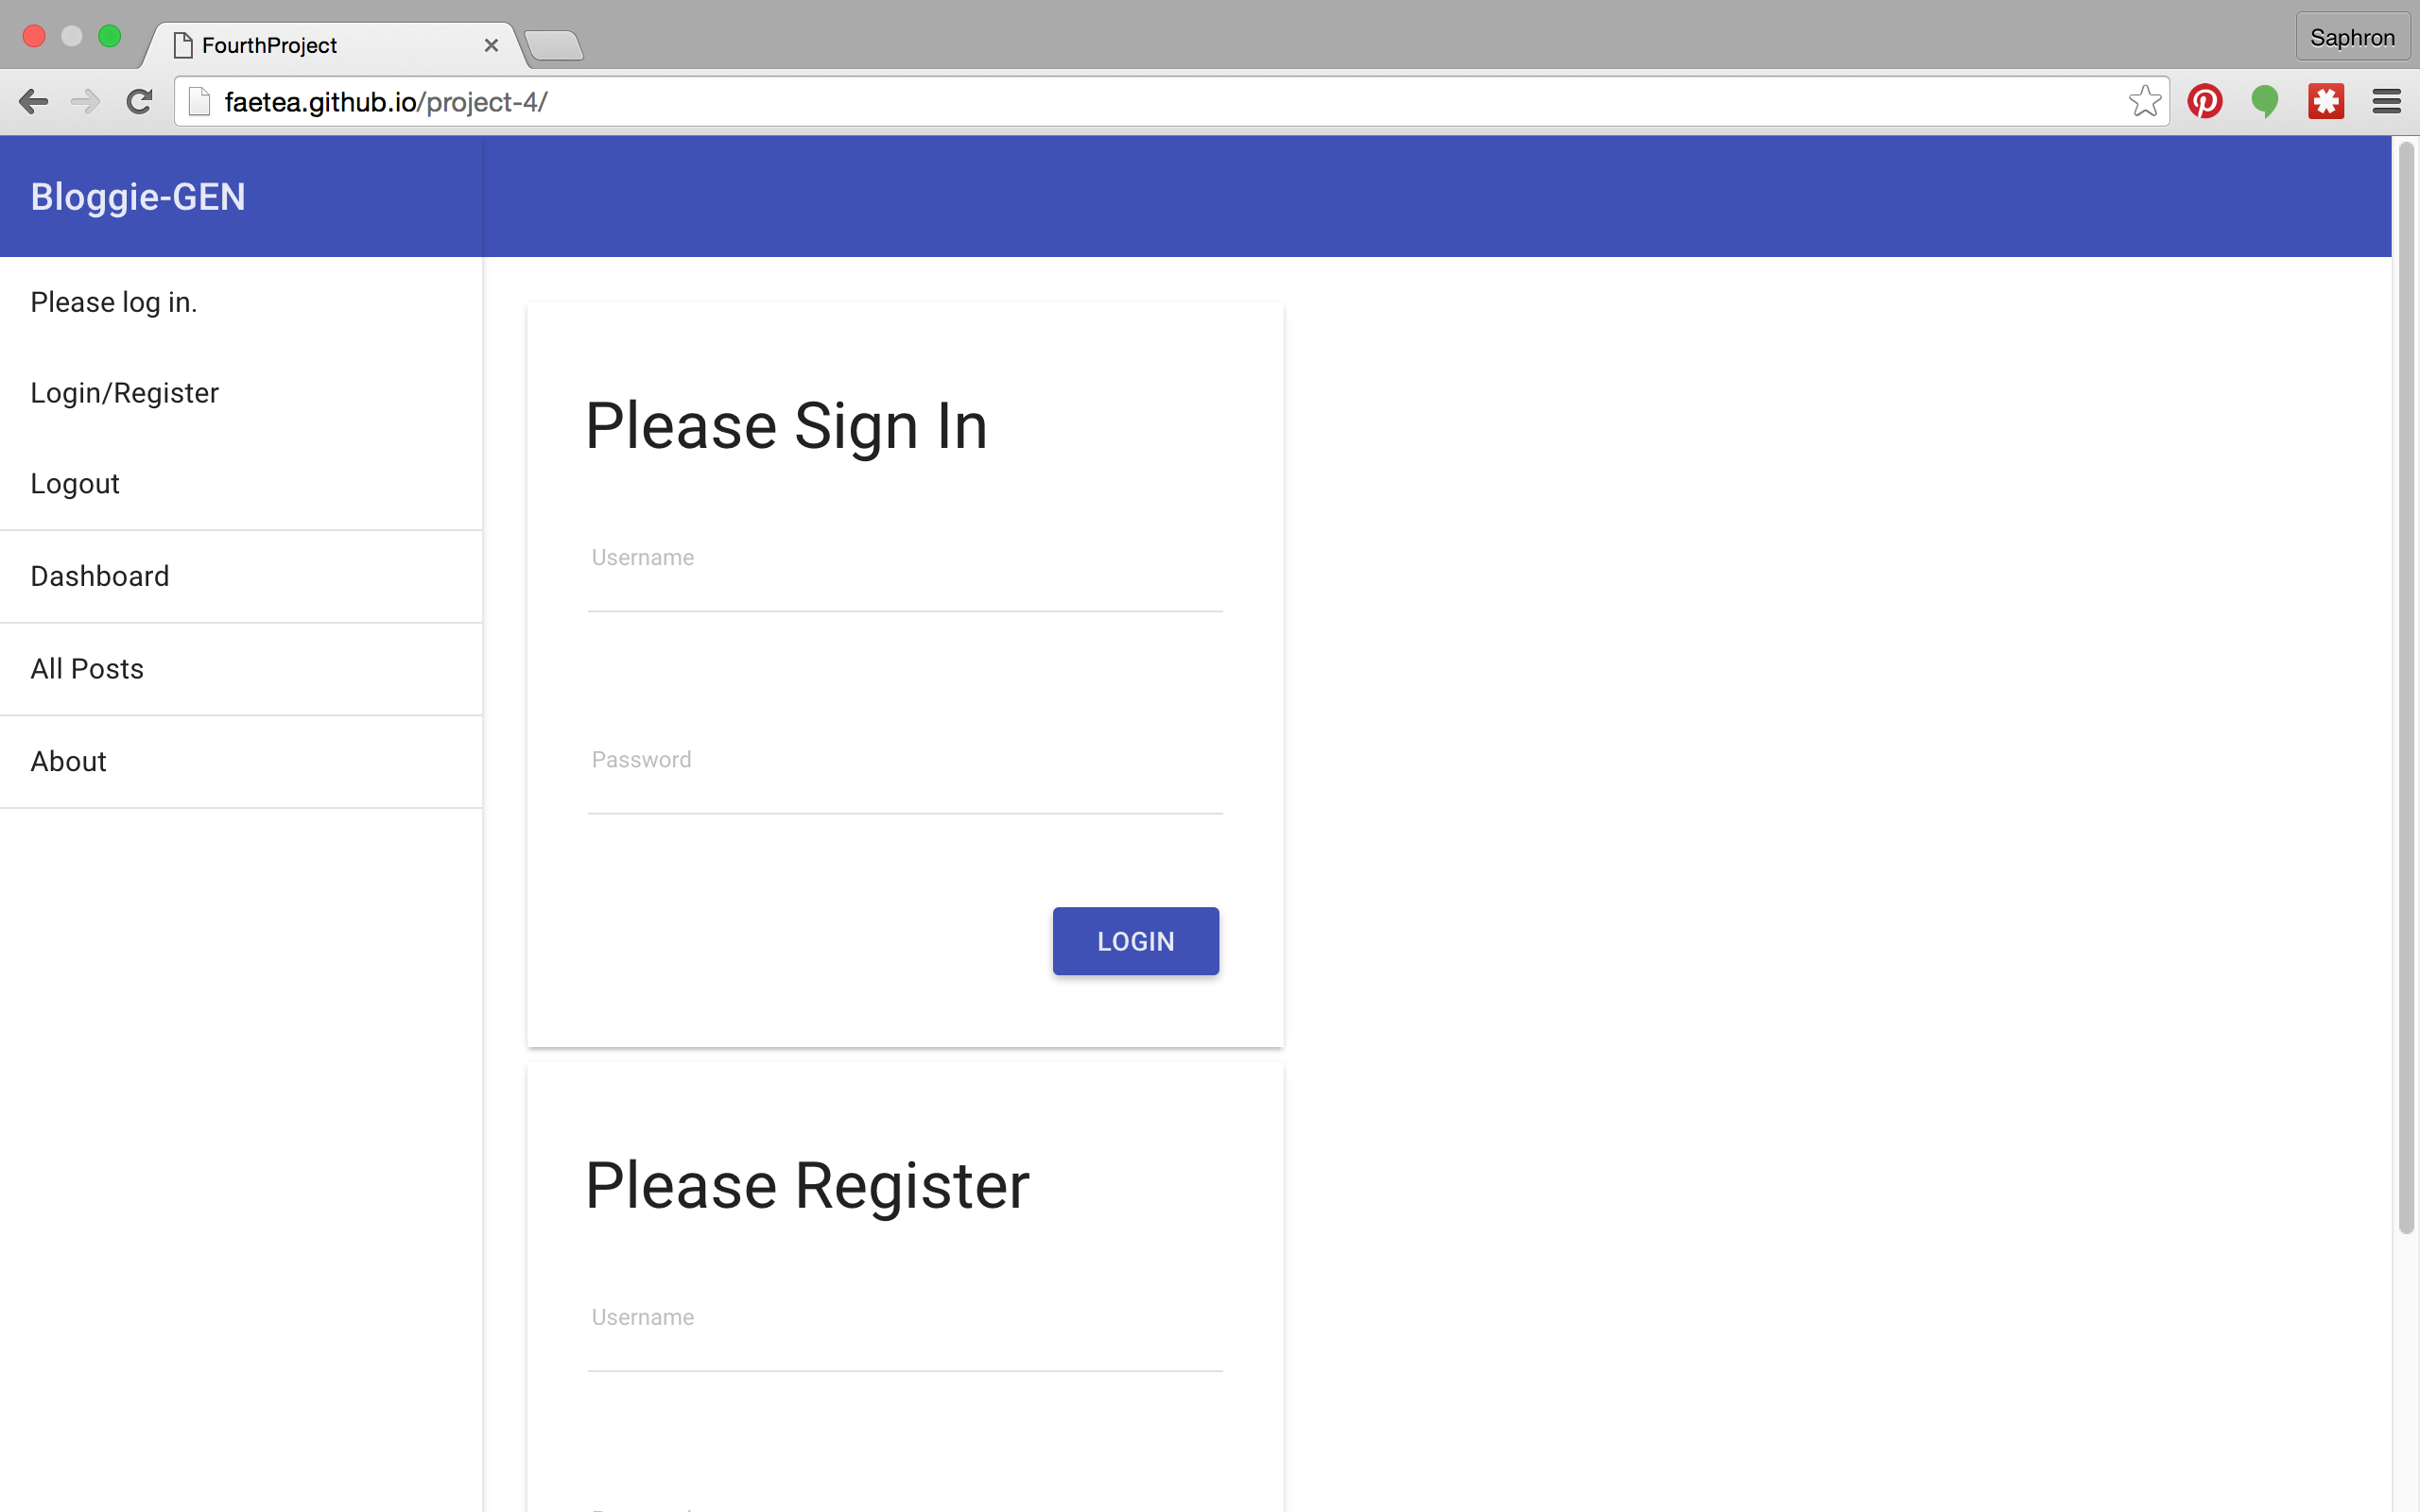 FourthProject
Saphron
faetea.github.io/project-4/
Bloggie-GEN
Please log in.
Login/Register
Logout
Dashboard
All Posts
About
Please Sign In
Username
Password
LOGIN
Please Register
Username